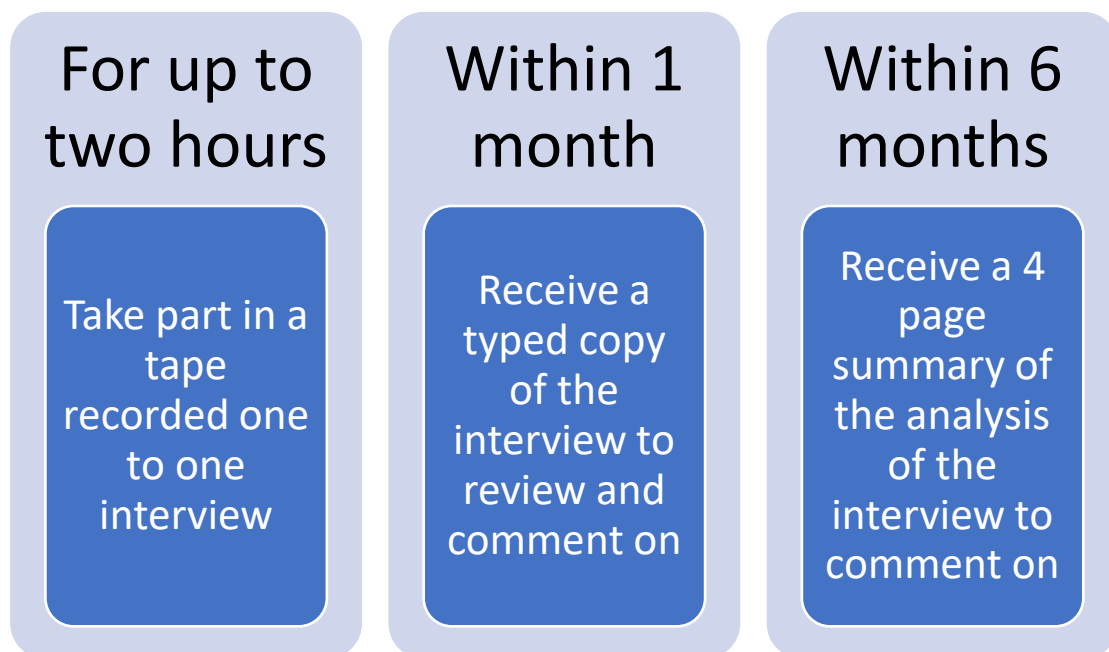 For up to
two hours
Take part in a
tape
recorded one
to one
interview
Within 1
month
Receive a
typed copy
of the
interview to
review and
comment on
Within 6
months
Receive a 4
page
summary of
the analysis
of the
interview to
comment on